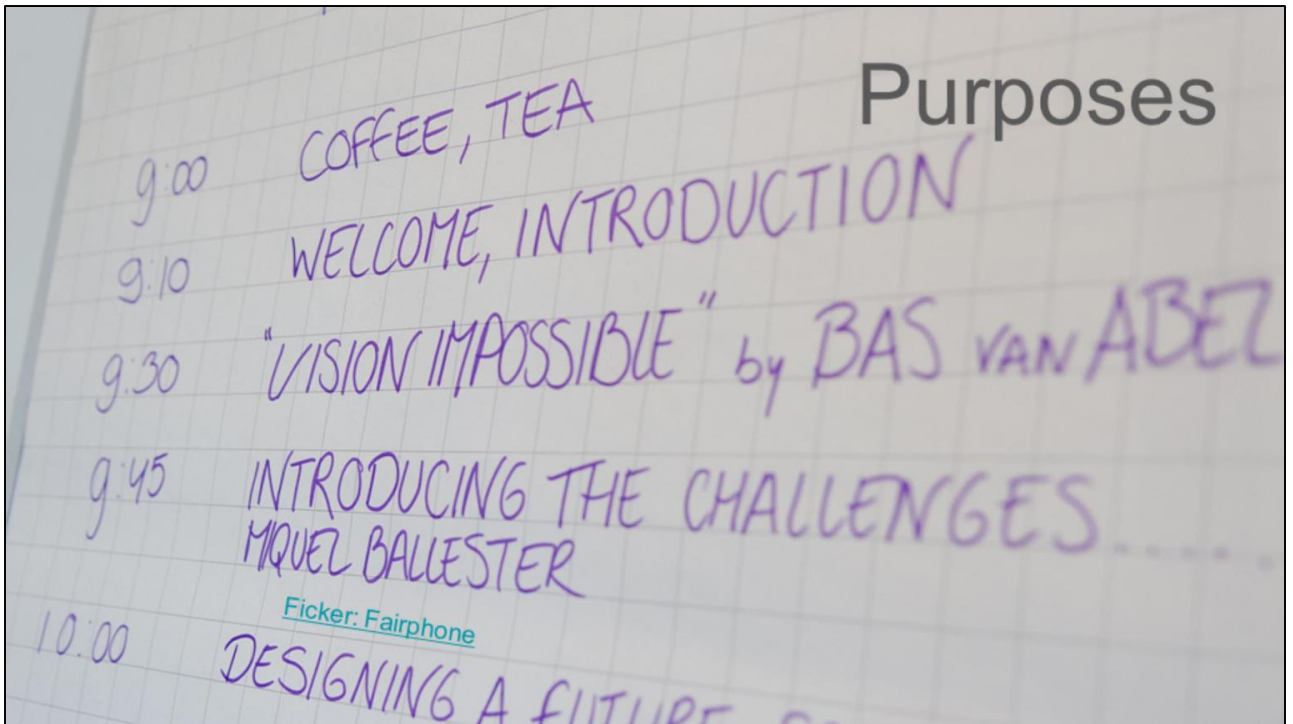 Purposes
9:00 COFFEE, TEA
9:10 WELCOME, INTRODUCTION
9:30 "VISION IMPOSSIBLE" by BAS VAN ABEL
9:45 INTRODUCING THE CHALLENGES......
MIQUEL BALLESTER
Ficker: Fairphone
10:00 DESIGNING A FUTURE